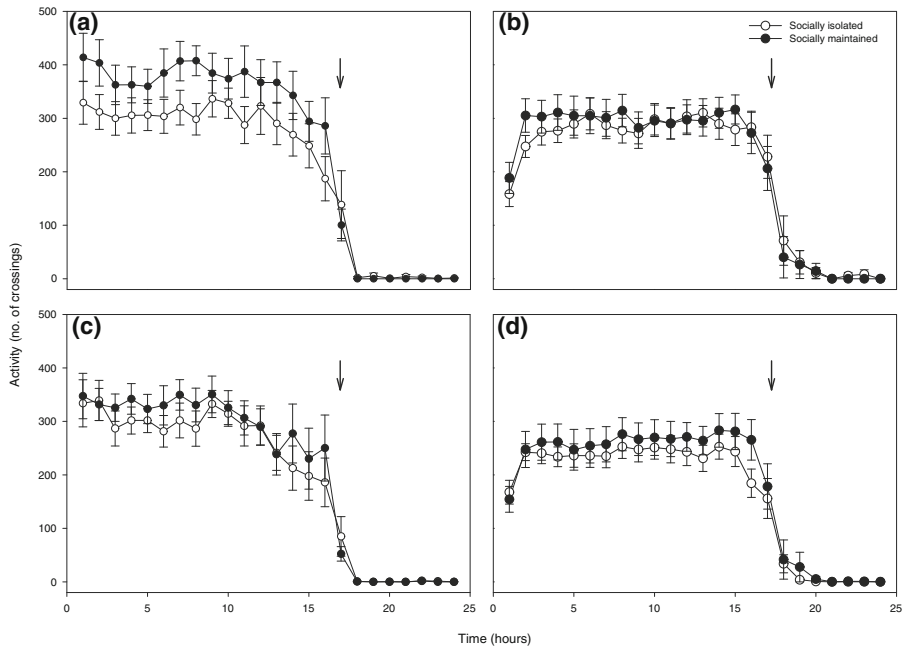 (a)
(b)
Socially isolated
Socially maintained
500
400
300
200
100
0
(c)
(d)
500
400
300
200
100
0
Activity (no. of crossings)
0 5 10 15 20 25
0 5 10 15 20 25
Time (hours)